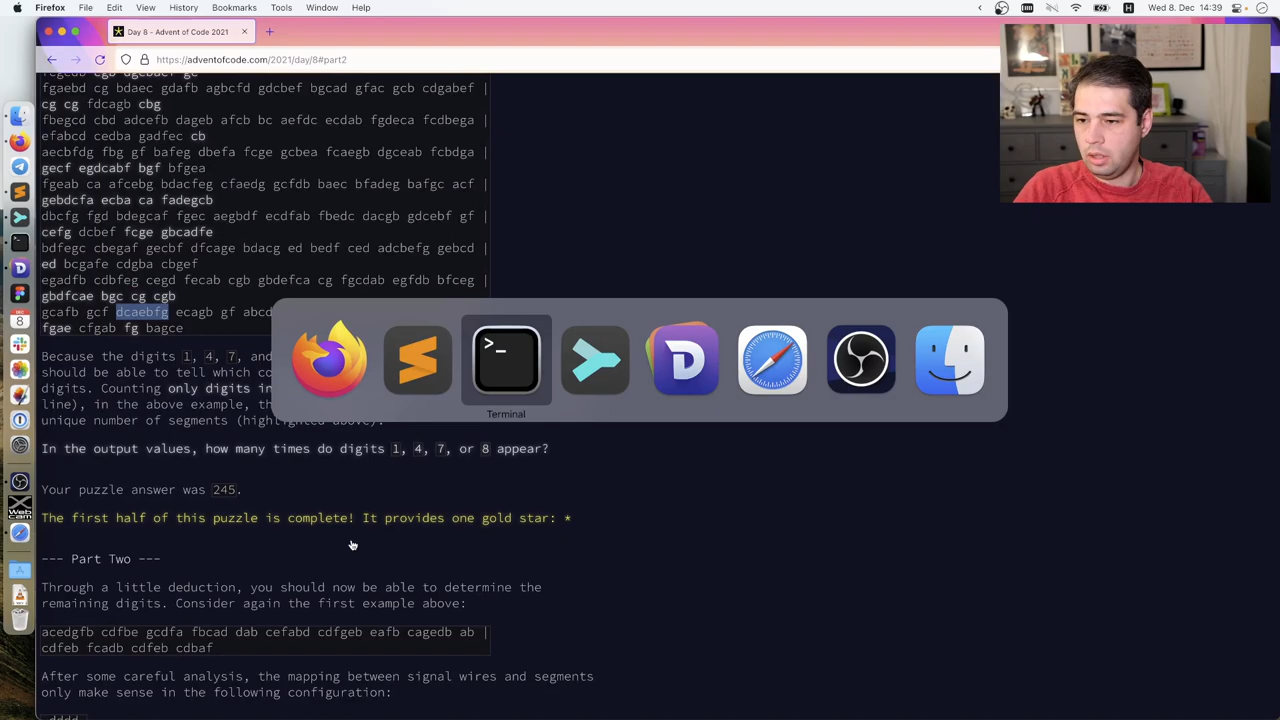 Firefox File Edit View History Bookmarks Tools Window Help
Wed 8. Dec 14:39
Day 8 - Advent of Code 2021
https://adventofcode.com/2021/day/8#part2
fgaebd cg bdaec gdafb agbcfd gdcbef bgcad gfac gcb cdgabef |
cg cg fdcagb cbg
fbegcd cbd adcefb dageb afcb bc aefdc ecdab fgdeca fcdbega |
efabcd cedba gadfec cb
aecbfdg fbg gf bafeg dbefa fcge gcbea fcaegb dgceab fcbdga |
gecf egdcabf bgf bfgea
fgeab ca afcebg bdacfeg cfaedg gcfdb baec bfadeg bafgc acf |
gebdcfa ecba ca fadegcb
dbcfg fgd bdegcaf fgec aegbdf ecdfab fbedc dacgb gdcebf gf |
cefg dcbef fcge gbcadfe
bdfegc cbegaf gecbf dfcage bdacg ed bedf ced adcbefg gebcd |
ed bcgafe cdgba cbgef
egadfb cdbfeg cegd fecab cgb gbdefca cg fgcdab egfdb bfceg |
gbdfcae bgc cg cgb
gcafb gcf dcaebfg ecagb gf abcd
fgae cfgab fg bagce
Because the digits 1, 4, 7, and
should be able to tell which co
digits. Counting only digits in
line), in the above example, th
unique number of segments (highlighted above).
In the output values, how many times do digits 1, 4, 7, or 8 appear?
Your puzzle answer was 245.
The first half of this puzzle is complete! It provides one gold star: *
--- Part Two ---
Through a little deduction, you should now be able to determine the
remaining digits. Consider again the first example above:
acedgfb cdfbe gcdfa fbcad dab cefabd cdfgeb eafb cagedb ab |
cdfeb fcadb cdfeb cdbaf
After some careful analysis, the mapping between signal wires and segments
only make sense in the following configuration:
Terminal